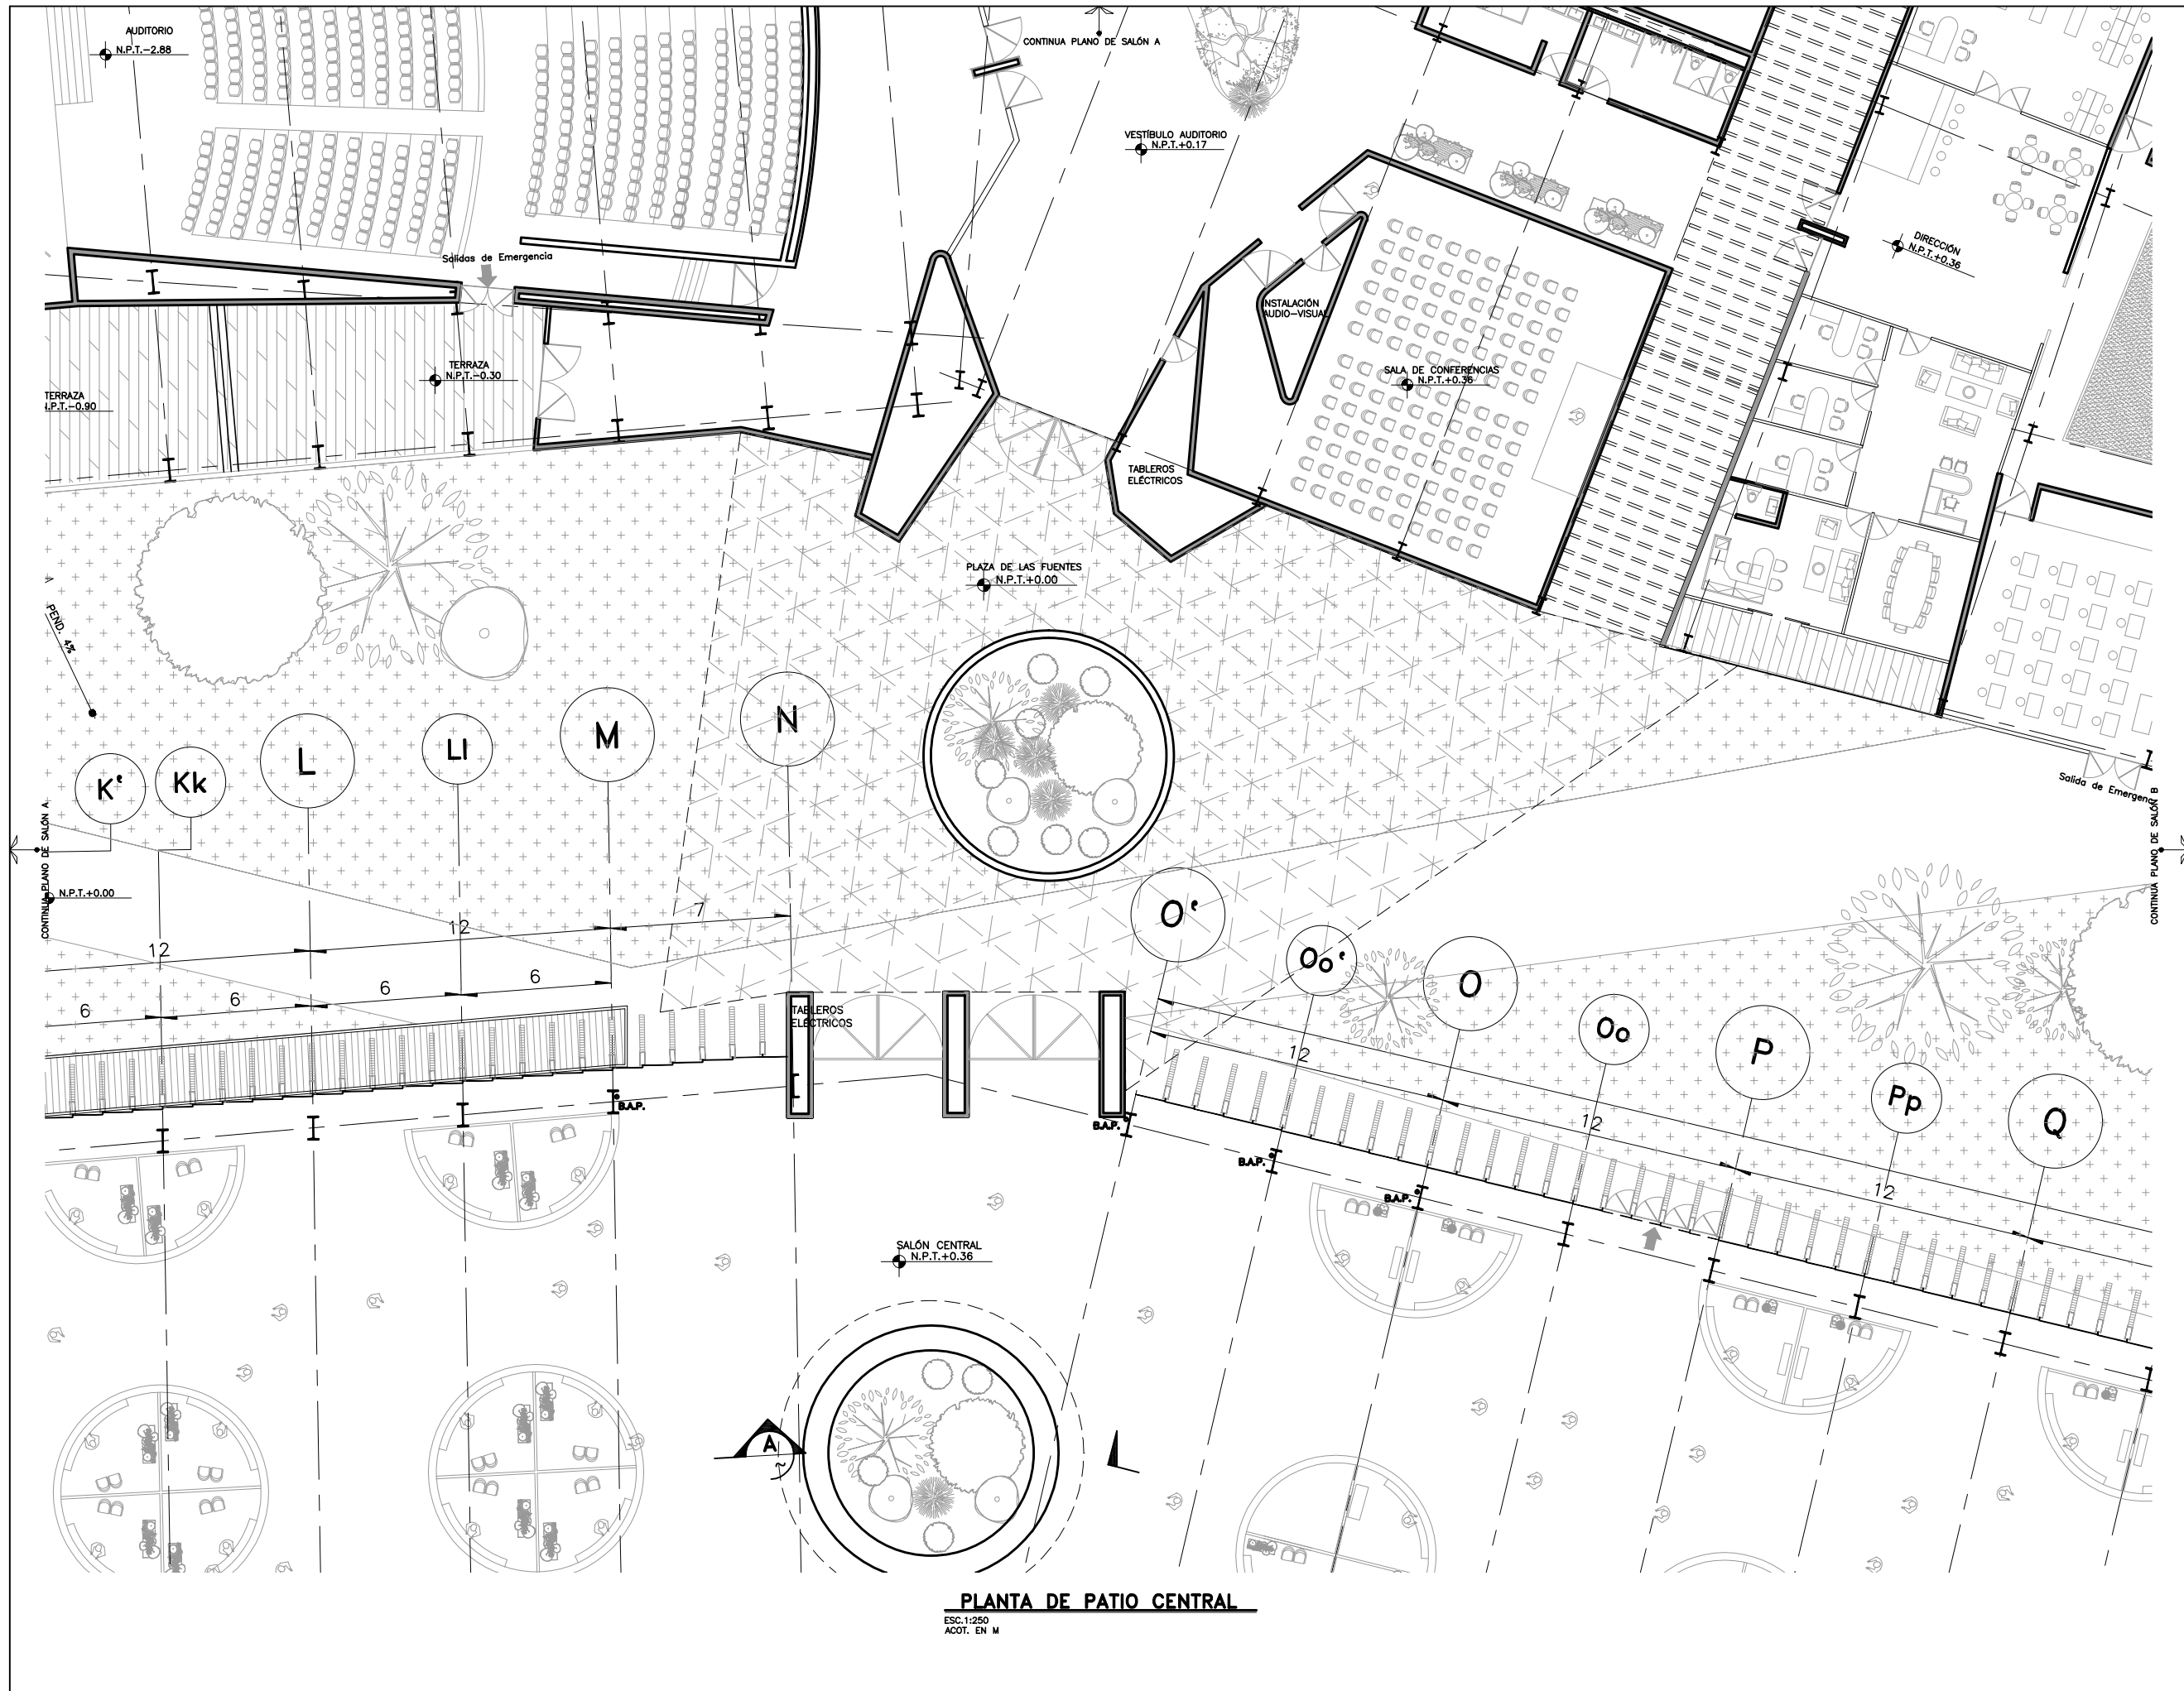 AUDITORIO
N.P.T.-2.88
CONTINUA PLANO DE SALÓN A
VESTÍBULO AUDITORIO
N.P.T.+0.17
DIRECCIÓN
N.P.T.+0.36
Salidas de Emergencia
INSTALACIÓN
AUDIO-VISUAL
TERRAZA
N.P.T.-0.30
SALA DE CONFERENCIAS
N.P.T.+0.36
TERRAZA
N.P.T.-0.90
TABLEROS
ELÉCTRICOS
PLAZA DE LAS FUENTES
N.P.T.+0.00
PEND. 4%
K' Kk L Ll M N
Salida de Emergenc
CONTINUA PLANO DE SALÓN A
CONTINUA PLANO DE SALÓN B
N.P.T.+0.00
12 12 7
6 6 6 6
O' Oo' O Oo P Pp Q
TABLEROS
ELÉCTRICOS
12 12 12
B.A.P.
B.A.P.
B.A.P.
B.A.P.
SALÓN CENTRAL
N.P.T.+0.36
A
PLANTA DE PATIO CENTRAL
ESC.1:250
ACOT. EN M